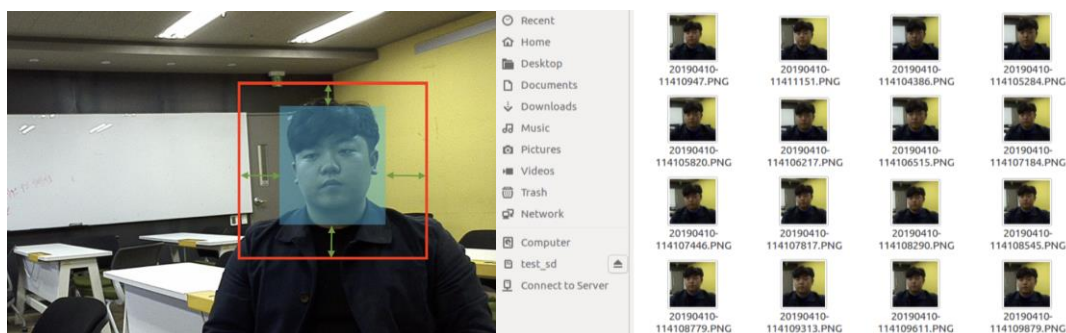 Recent
Home
Desktop
Documents
Downloads
Music
Pictures
Videos
Trash
Network
Computer
test_sd
Connect to Server
20190410-
11410947.PNG
20190410-
11411151.PNG
20190410-
114104386.PNG
20190410-
114105284.PNG
20190410-
114105820.PNG
20190410-
114106217.PNG
20190410-
114106515.PNG
20190410-
114107184.PNG
20190410-
114107446.PNG
20190410-
114107817.PNG
20190410-
114108290.PNG
20190410-
114108545.PNG
20190410-
114108779.PNG
20190410-
114109313.PNG
20190410-
114109611.PNG
20190410-
114109879.PNG